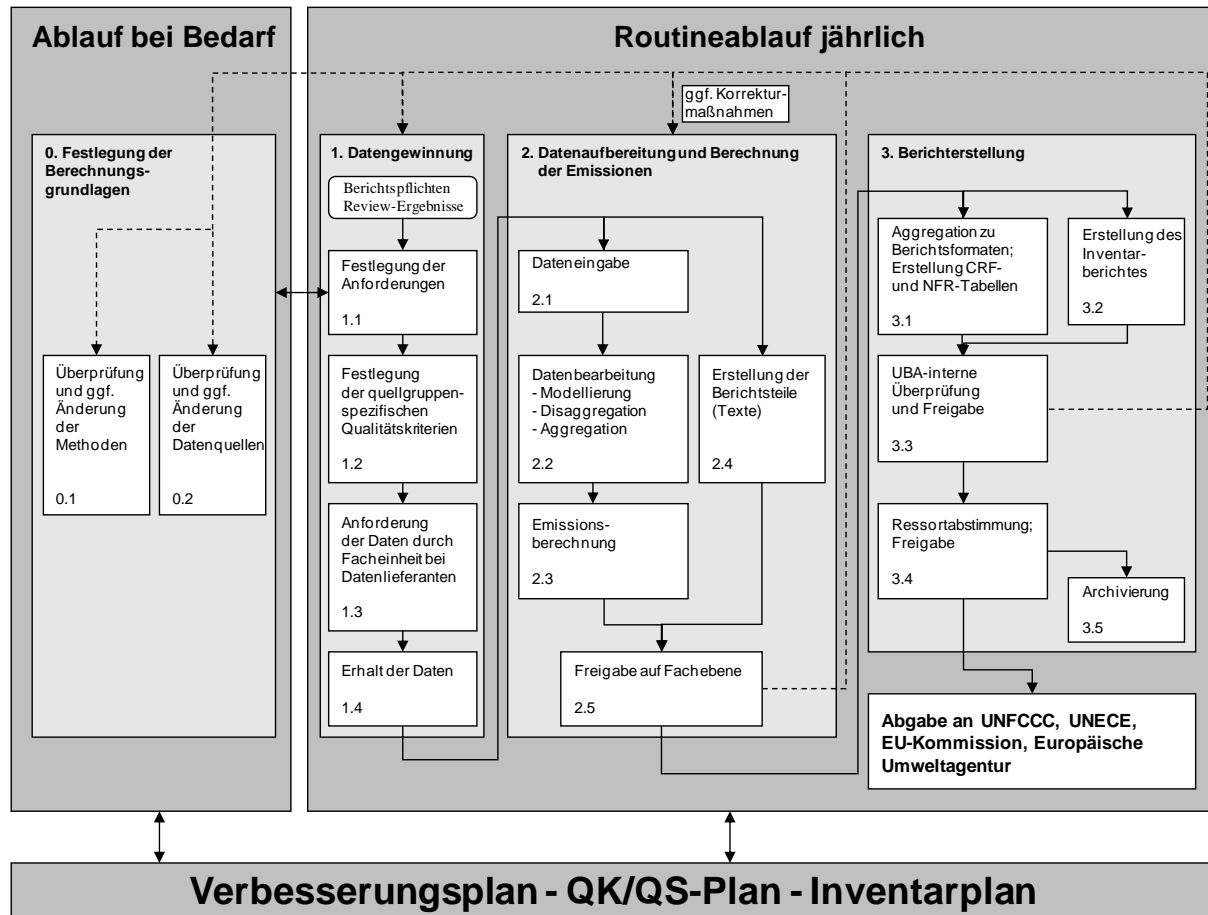 Ablauf bei Bedarf
Routineablauf jährlich
ggf. Korrektur-
maßnahmen
0. Festlegung der
Berechnungs-
grundlagen
Überprüfung
und ggf.
Änderung
der
Methoden
0.1
Überprüfung
und ggf.
Änderung
der
Datenquellen
0.2
1. Datengewinnung
Berichtspflichten
Review-Ergebnisse
Festlegung der
Anforderungen
1.1
Festlegung
der quellgruppen-
spezifischen
Qualitätskriterien
1.2
Anforderung
der Daten durch
Facheinheit bei
Datenlieferanten
1.3
Erhalt der Daten
1.4
2. Datenaufbereitung und Berechnung
der Emissionen
Dateneingabe
2.1
Datenbearbeitung
- Modellierung
- Disaggregation
- Aggregation
2.2
Emissions-
berechnung
2.3
Erstellung der
Berichtsteile
(Texte)
2.4
Freigabe auf Fachebene
2.5
3. Berichterstellung
Aggregation zu
Berichtsformaten;
Erstellung CRF-
und NFR-Tabellen
3.1
Erstellung des
Inventar-
berichtes
3.2
UBA-interne
Überprüfung
und Freigabe
3.3
Ressortabstimmung;
Freigabe
3.4
Archivierung
3.5
Abgabe an UNFCCC, UNECE,
EU-Kommission, Europäische
Umweltagentur
Verbesserungsplan - QK/QS-Plan - Inventarplan